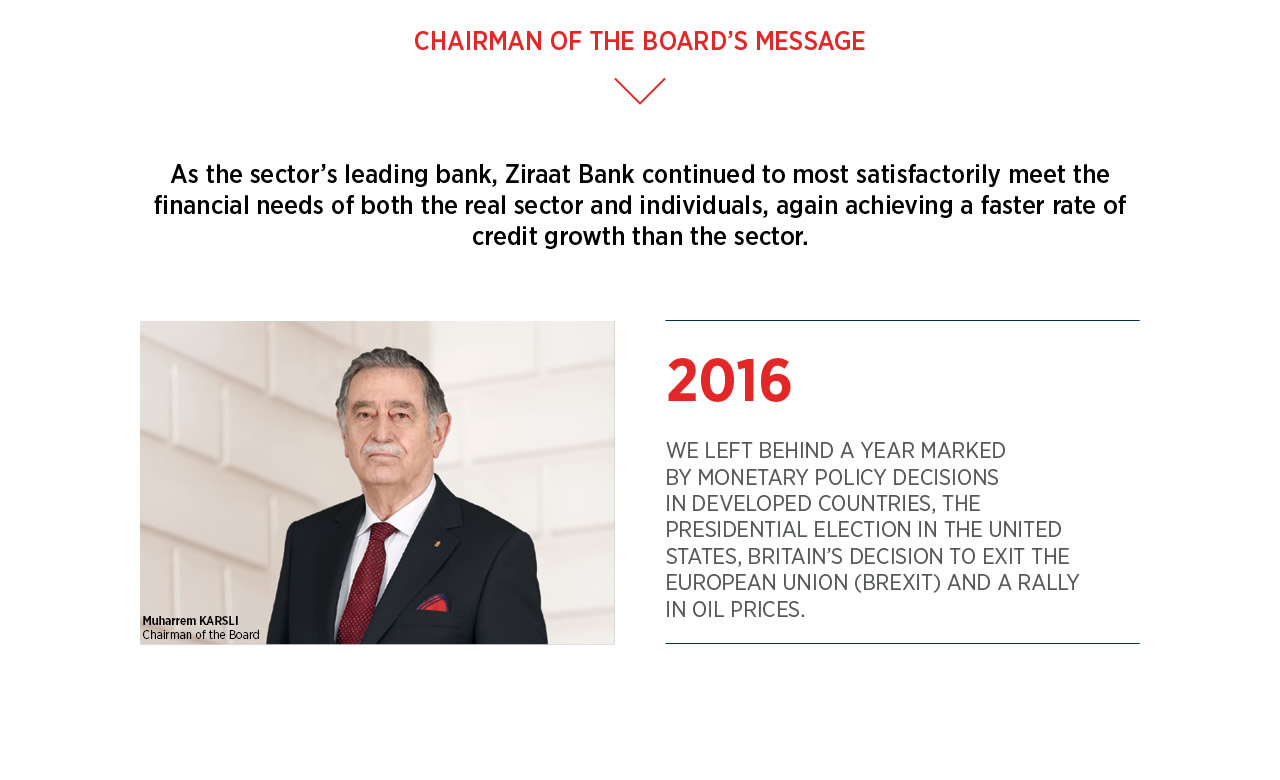 CHAIRMAN OF THE BOARD’S MESSAGE
As the sector’s leading bank, Ziraat Bank continued to most satisfactorily meet the
financial needs of both the real sector and individuals, again achieving a faster rate of
credit growth than the sector.
Muharrem KARSLI
Chairman of the Board
2016
WE LEFT BEHIND A YEAR MARKED
BY MONETARY POLICY DECISIONS
IN DEVELOPED COUNTRIES, THE
PRESIDENTIAL ELECTION IN THE UNITED
STATES, BRITAIN’S DECISION TO EXIT THE
EUROPEAN UNION (BREXIT) AND A RALLY
IN OIL PRICES.